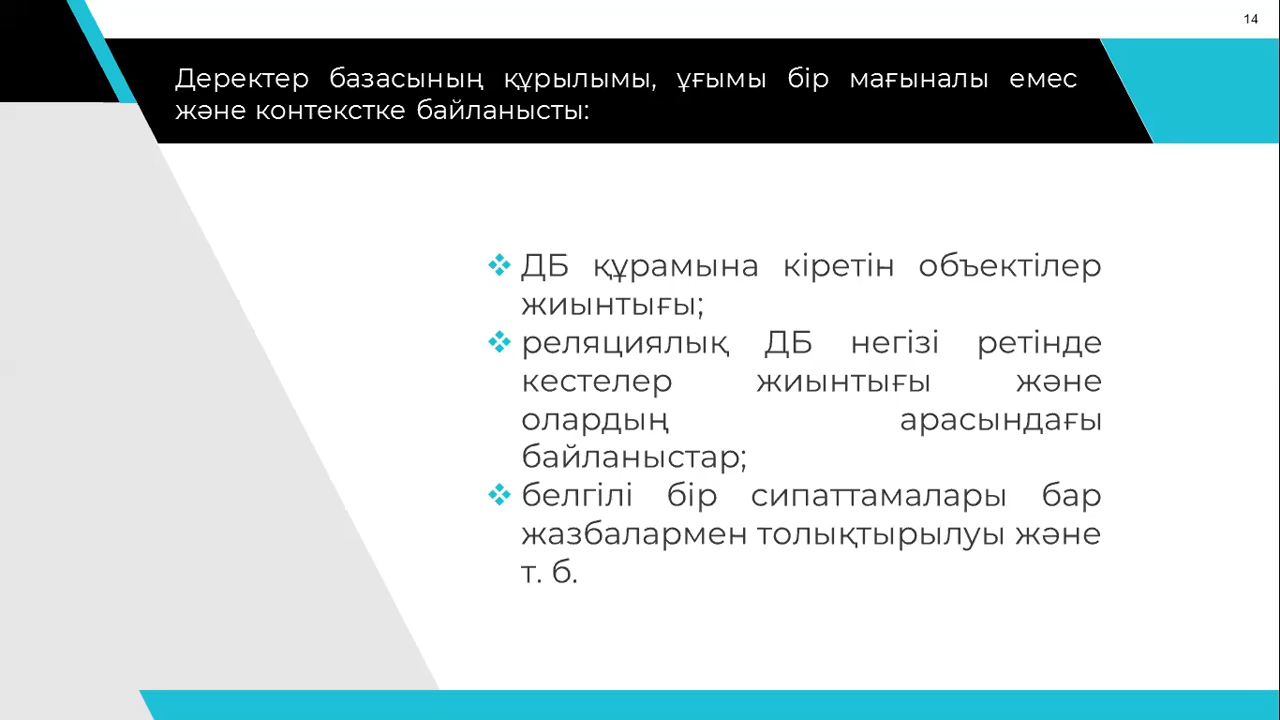 14
Деректер базасының құрылымы, ұғымы бір мағыналы емес
және контекстке байланысты:
ДБ құрамына кіретін объектілер
жиынтығы;
реляциялық ДБ негізі ретінде
кестелер жиынтығы және
олардың арасындағы
байланыстар;
белгілі бір сипаттамалары бар
жазбалармен толықтырылуы және
т. б.